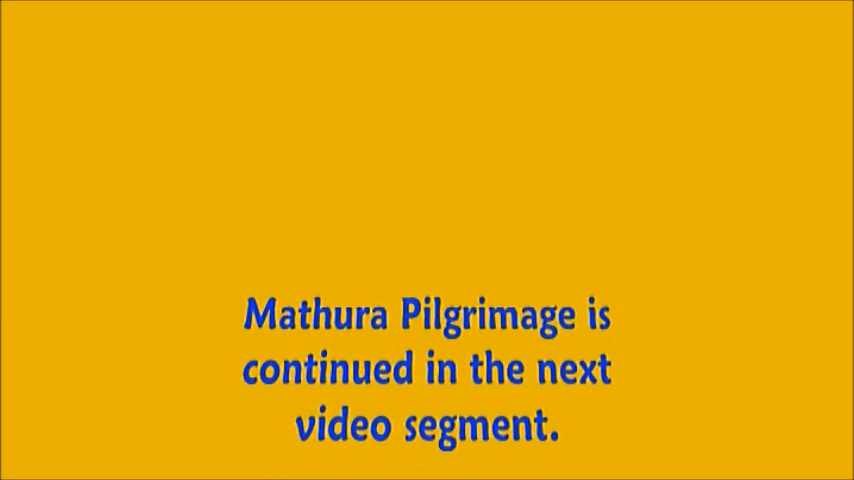 Mathura Pilgrimage is
continued in the next
video segment.